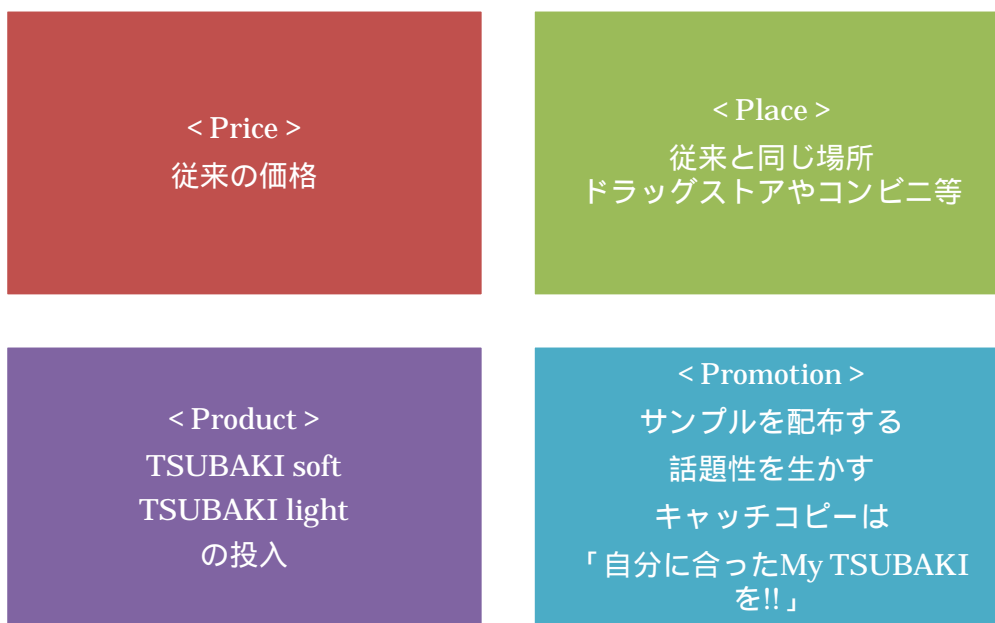 < Price >
従来の価格
< Place >
従来と同じ場所
ドラッグストアやコンビニ等
< Product >
TSUBAKI soft
TSUBAKI light
の投入
< Promotion >
サンプルを配布する
話題性を生かす
キャッチコピーは
「自分に合ったMy TSUBAKI
を!!」